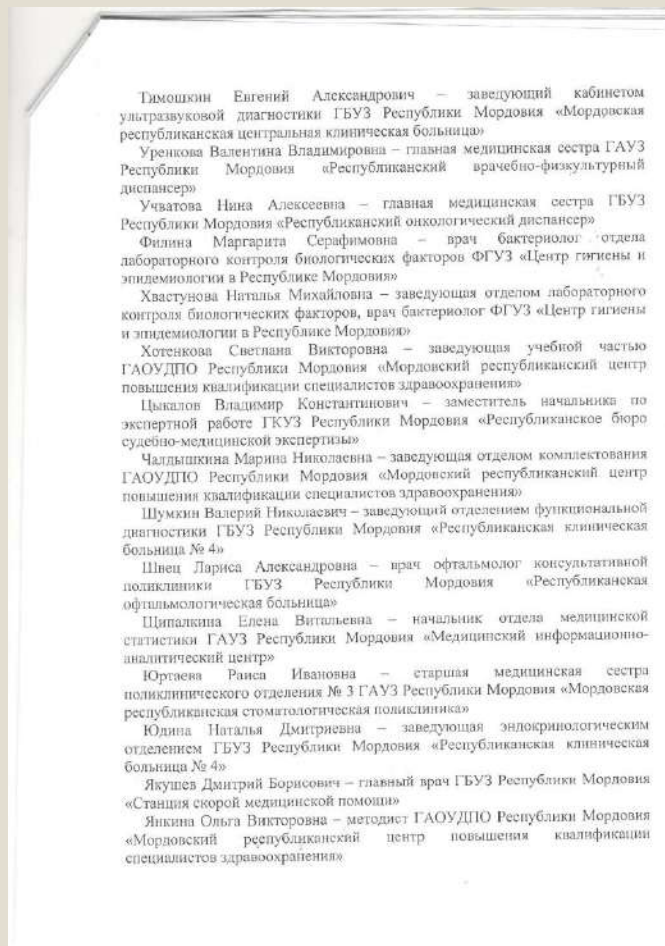 Тимошкин Евгений Александрович – заведующий кабинетом
ультразвуковой диагностики ГБУЗ Республики Мордовия «Мордовская
республиканская центральная клиническая больница»
Уренкова Валентина Владимировна – главная медицинская сестра ГАУЗ
Республики Мордовия «Республиканский врачебно-физкультурный
диспансер»
Учватова Нина Алексеевна – главная медицинская сестра ГБУЗ
Республики Мордовия «Республиканский онкологический диспансер»
Филина Маргарита Серафимовна – врач бактериолог отдела
лабораторного контроля биологических факторов ФГУЗ «Центр гигиены и
эпидемиологии в Республике Мордовия»
Хвастунова Наталья Михайловна – заведующая отделом лабораторного
контроля биологических факторов, врач бактериолог ФГУЗ «Центр гигиены
и эпидемиологии в Республике Мордовия»
Хотенкова Светлана Викторовна – заведующая учебной частью
ГАОУДПО Республики Мордовия «Мордовский республиканский центр
повышения квалификации специалистов здравоохранения»
Цыкалов Владимир Константинович – заместитель начальника по
экспертной работе ГКУЗ Республики Мордовия «Республиканское бюро
судебно-медицинской экспертизы»
Чалдышкина Марина Николаевна – заведующая отделом комплектования
ГАОУДПО Республики Мордовия «Мордовский республиканский центр
повышения квалификации специалистов здравоохранения»
Шумкин Валерий Николаевич – заведующий отделением функциональной
диагностики ГБУЗ Республики Мордовия «Республиканская клиническая
больница № 4»
Швец Лариса Александровна – врач офтальмолог консультативной
поликлиники ГБУЗ Республики Мордовия «Республиканская
офтальмологическая больница»
Щипалкина Елена Витальевна – начальник отдела медицинской
статистики ГАУЗ Республики Мордовия «Медицинский информационно-
аналитический центр»
Юртаева Раиса Ивановна – старшая медицинская сестра
поликлинического отделения № 3 ГАУЗ Республики Мордовия «Мордовская
республиканская стоматологическая поликлиника»
Юдина Наталья Дмитриевна – заведующая эндокринологическим
отделением ГБУЗ Республики Мордовия «Республиканская клиническая
больница № 4»
Якушев Дмитрий Борисович – главный врач ГБУЗ Республики Мордовия
«Станция скорой медицинской помощи»
Янкина Ольга Викторовна – методист ГАОУДПО Республики Мордовия
«Мордовский республиканский центр повышения квалификации
специалистов здравоохранения»